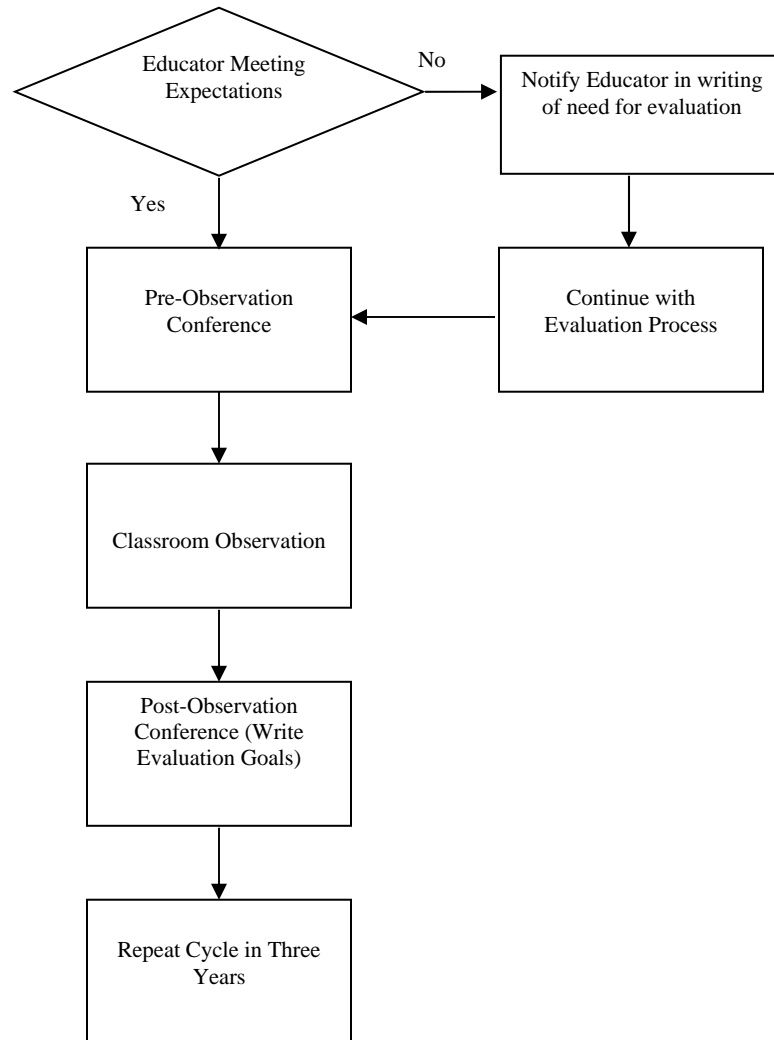 Educator Meeting
Expectations
No
Notify Educator in writing
of need for evaluation
Yes
Pre-Observation
Conference
Continue with
Evaluation Process
Classroom Observation
Post-Observation
Conference (Write
Evaluation Goals)
Repeat Cycle in Three
Years